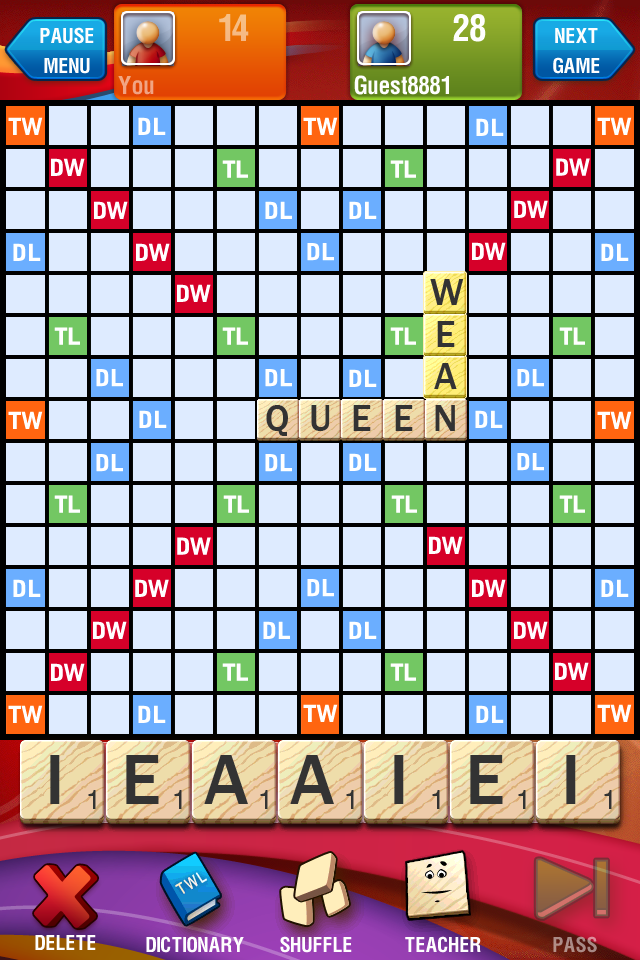 PAUSE MENU
14
You
28
Guest8881
NEXT GAME
TW DL TW DL TW
DW TL TL DW
DW DL DL DW
DL DW DL DW DL
DW W
TL TL TL E TL
DL DL DL A DL
TW DL Q U E E N DL TW
DL DL DL DL
TL TL TL TL
DW DW
DL DW DL DW DL
DW DL DL DW
DW TL TL DW
TW DL TW DL TW
I 1 E 1 A 1 A 1 I 1 E 1 I 1
TWL
DELETE DICTIONARY SHUFFLE TEACHER PASS